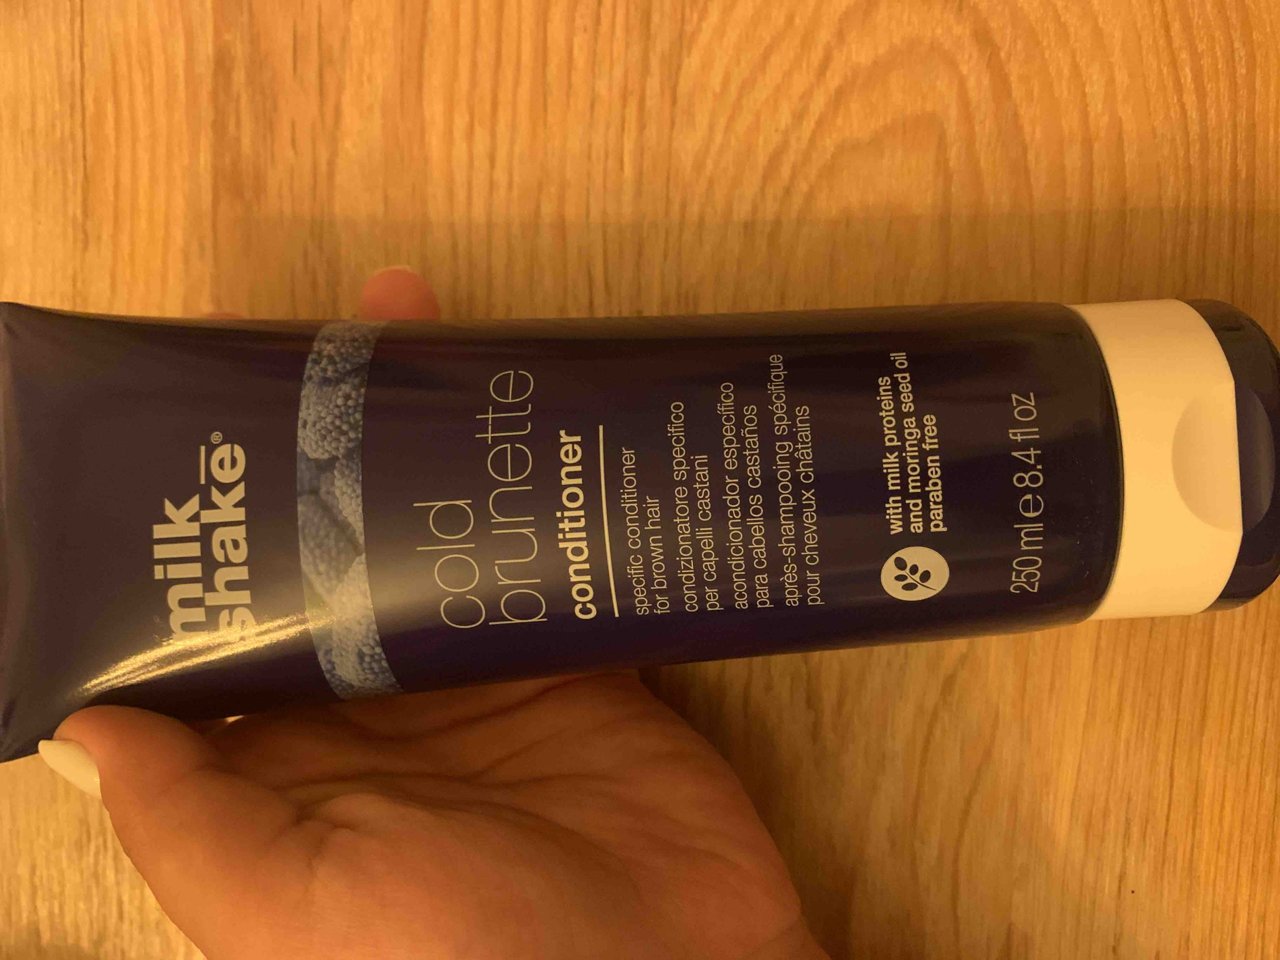 milk
shake®
cold
brunette
conditioner
specific conditioner
for brown hair
condizionatore specifico
per capelli castani
acondicionador específico
para cabellos castaños
après-shampooing spécifique
pour cheveux châtains
with milk proteins
and moringa seed oil
paraben free
250 ml e 8.4 fl oz